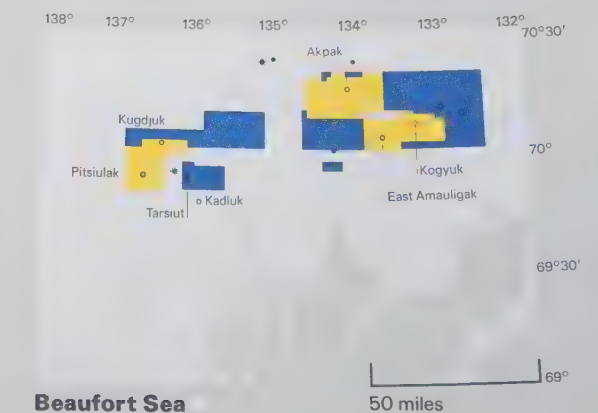 138° 137° 136° 135° 134° 133° 132°
70°30'
Akpak
Kugdjuk
70°
Pitsiulak
Kogyuk
Kadluk
East Amauligak
Tarsiut
69°30'
69°
Beaufort Sea
50 miles